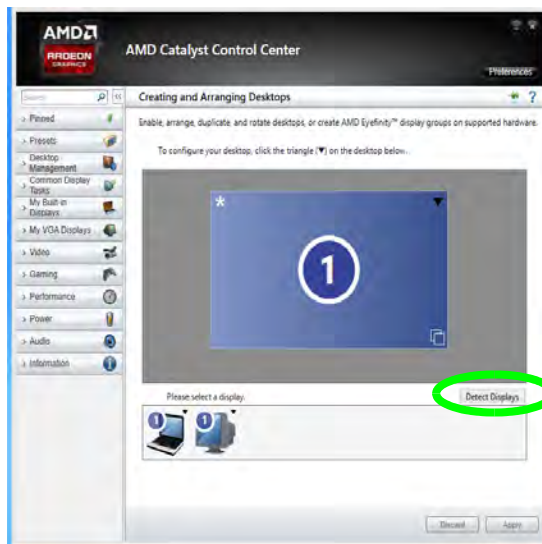 AMD
RADEON
GRAPHICS
AMD Catalyst Control Center
Preferences
Search
Creating and Arranging Desktops
?
Enable, arrange, duplicate and rotate desktops, or create AMD Eyefinity™ display groups on supported hardware.
To configure your desktop, click the triangle (▼) on the desktop below.
> Pinned
> Presets
> Desktop
Management
> Common Display
Tasks
> My Built-in
Displays
> My VGA Displays
> Video
> Gaming
> Performance
> Power
> Audio
> Information
*
1
Please select a display.
Detect Displays
1
1
Discard
Apply